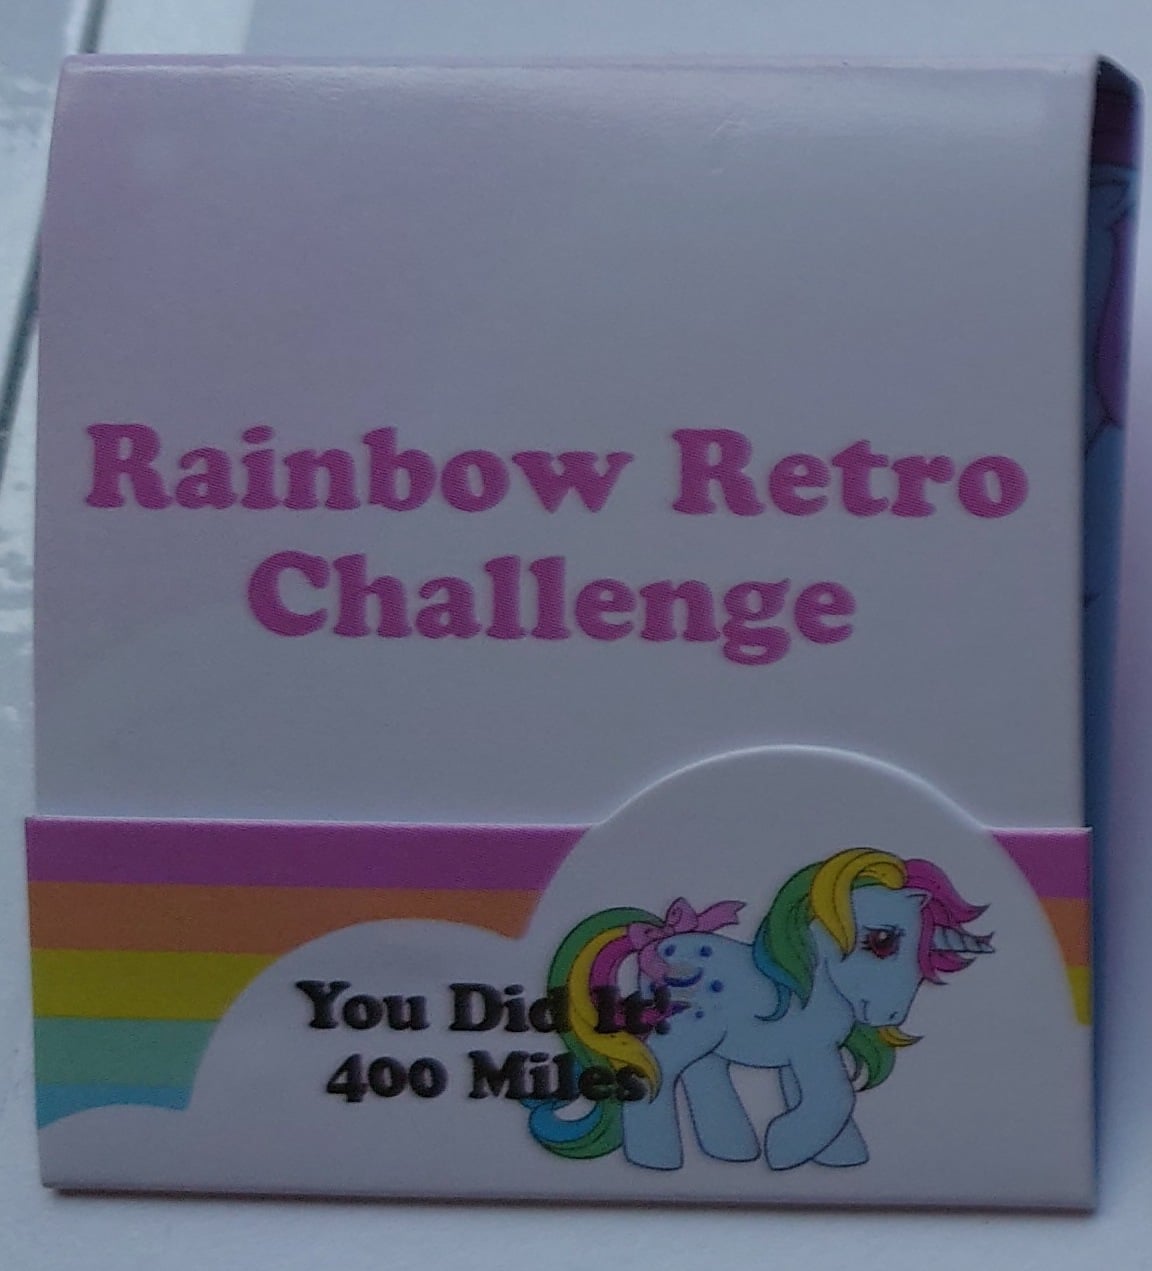 Rainbow Retro
Challenge
You Did It!
400 Miles